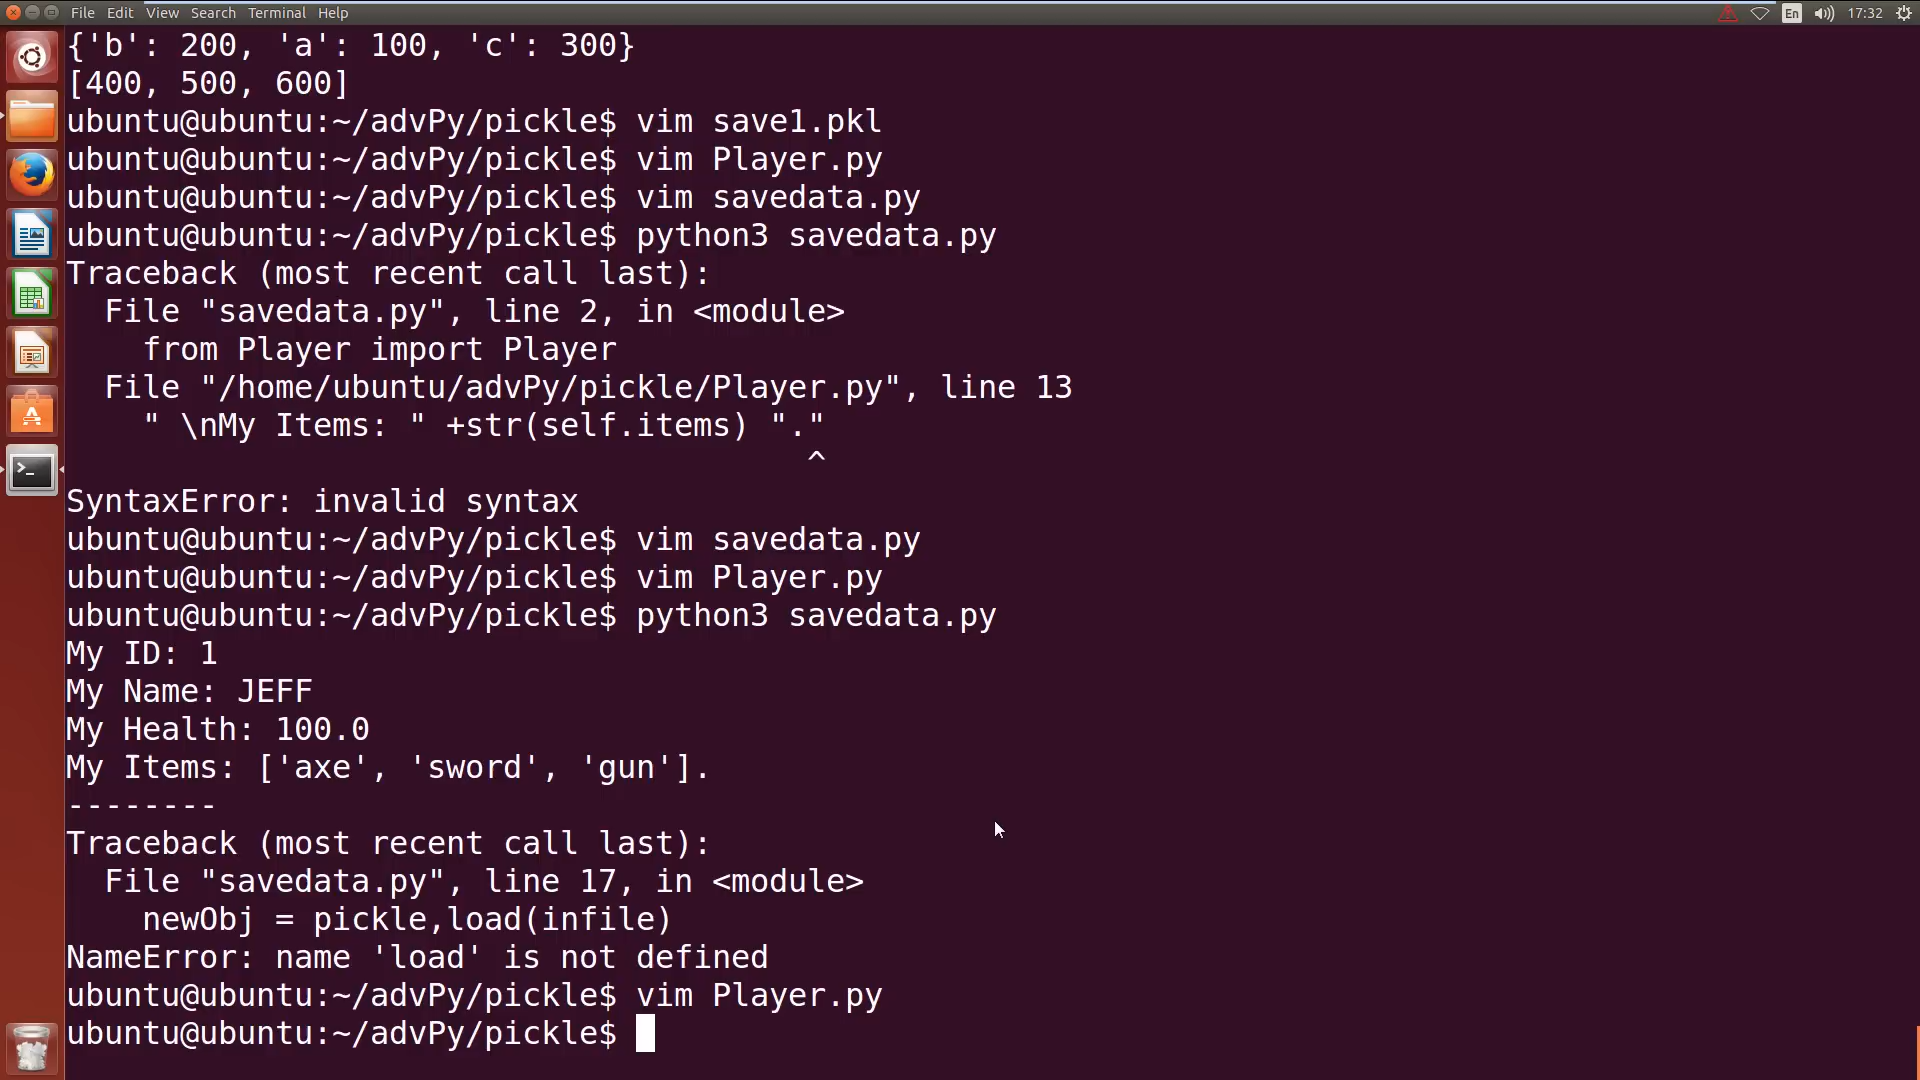 File Edit View Search Terminal Help
En 17:32
{'b': 200, 'a': 100, 'c': 300}
[400, 500, 600]
ubuntu@ubuntu:~/advPy/pickle$ vim save1.pkl
ubuntu@ubuntu:~/advPy/pickle$ vim Player.py
ubuntu@ubuntu:~/advPy/pickle$ vim savedata.py
ubuntu@ubuntu:~/advPy/pickle$ python3 savedata.py
Traceback (most recent call last):
  File "savedata.py", line 2, in <module>
    from Player import Player
  File "/home/ubuntu/advPy/pickle/Player.py", line 13
    " \nMy Items: " +str(self.items) "."
                                       ^
SyntaxError: invalid syntax
ubuntu@ubuntu:~/advPy/pickle$ vim savedata.py
ubuntu@ubuntu:~/advPy/pickle$ vim Player.py
ubuntu@ubuntu:~/advPy/pickle$ python3 savedata.py
My ID: 1
My Name: JEFF
My Health: 100.0
My Items: ['axe', 'sword', 'gun'].
--------
Traceback (most recent call last):
  File "savedata.py", line 17, in <module>
    newObj = pickle,load(infile)
NameError: name 'load' is not defined
ubuntu@ubuntu:~/advPy/pickle$ vim Player.py
ubuntu@ubuntu:~/advPy/pickle$